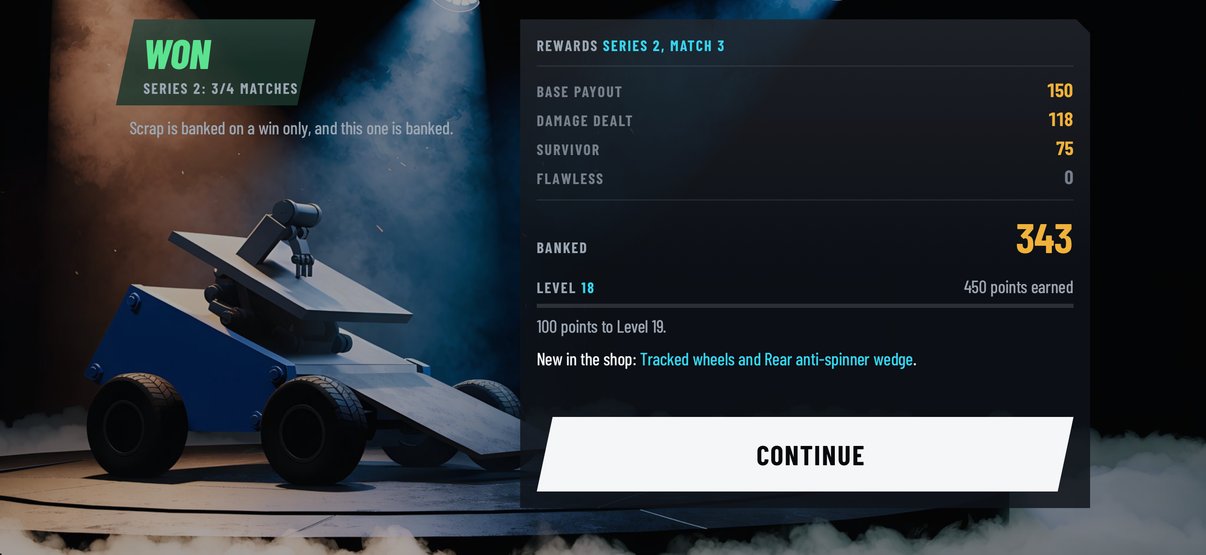 WON
SERIES 2: 3/4 MATCHES
Scrap is banked on a win only, and this one is banked.
REWARDS SERIES 2, MATCH 3
BASE PAYOUT 150
DAMAGE DEALT 118
SURVIVOR 75
FLAWLESS 0
BANKED 343
LEVEL 18 450 points earned
100 points to Level 19.
New in the shop: Tracked wheels and Rear anti-spinner wedge.
CONTINUE